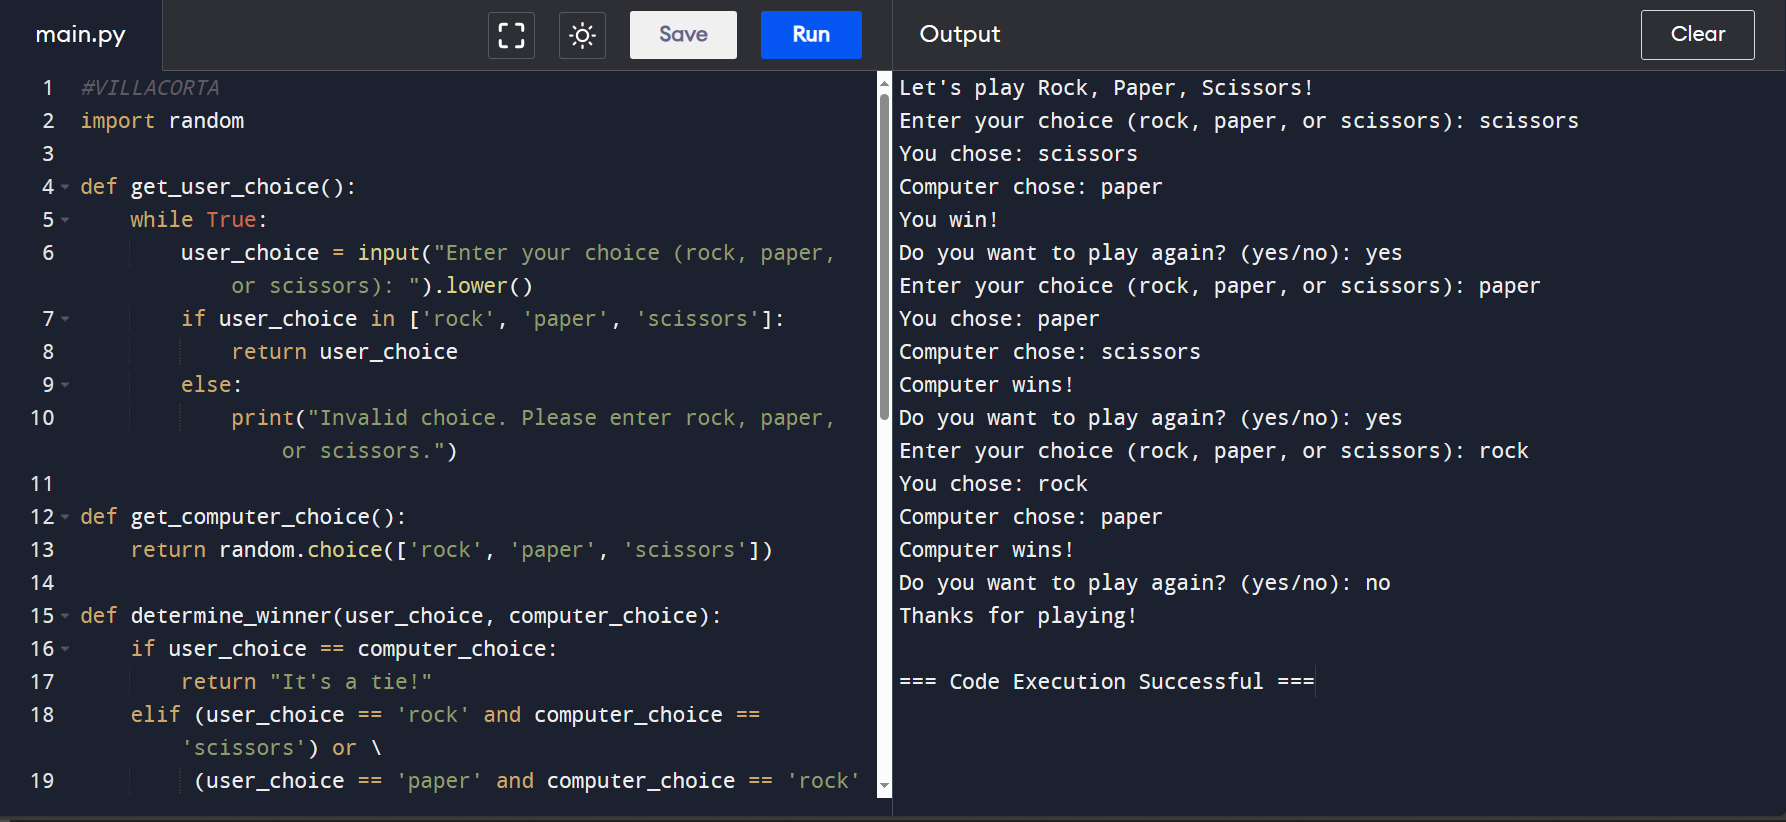 main.py
Save
Run
Output
Clear
1 #VILLACORTA
2 import random
3
4 def get_user_choice():
5     while True:
6         user_choice = input("Enter your choice (rock, paper,
            or scissors): ").lower()
7         if user_choice in ['rock', 'paper', 'scissors']:
8             return user_choice
9         else:
10             print("Invalid choice. Please enter rock, paper,
                or scissors.")
11
12 def get_computer_choice():
13     return random.choice(['rock', 'paper', 'scissors'])
14
15 def determine_winner(user_choice, computer_choice):
16     if user_choice == computer_choice:
17         return "It's a tie!"
18     elif (user_choice == 'rock' and computer_choice ==
        'scissors') or \
19          (user_choice == 'paper' and computer_choice == 'rock'
Let's play Rock, Paper, Scissors!
Enter your choice (rock, paper, or scissors): scissors
You chose: scissors
Computer chose: paper
You win!
Do you want to play again? (yes/no): yes
Enter your choice (rock, paper, or scissors): paper
You chose: paper
Computer chose: scissors
Computer wins!
Do you want to play again? (yes/no): yes
Enter your choice (rock, paper, or scissors): rock
You chose: rock
Computer chose: paper
Computer wins!
Do you want to play again? (yes/no): no
Thanks for playing!
=== Code Execution Successful ===